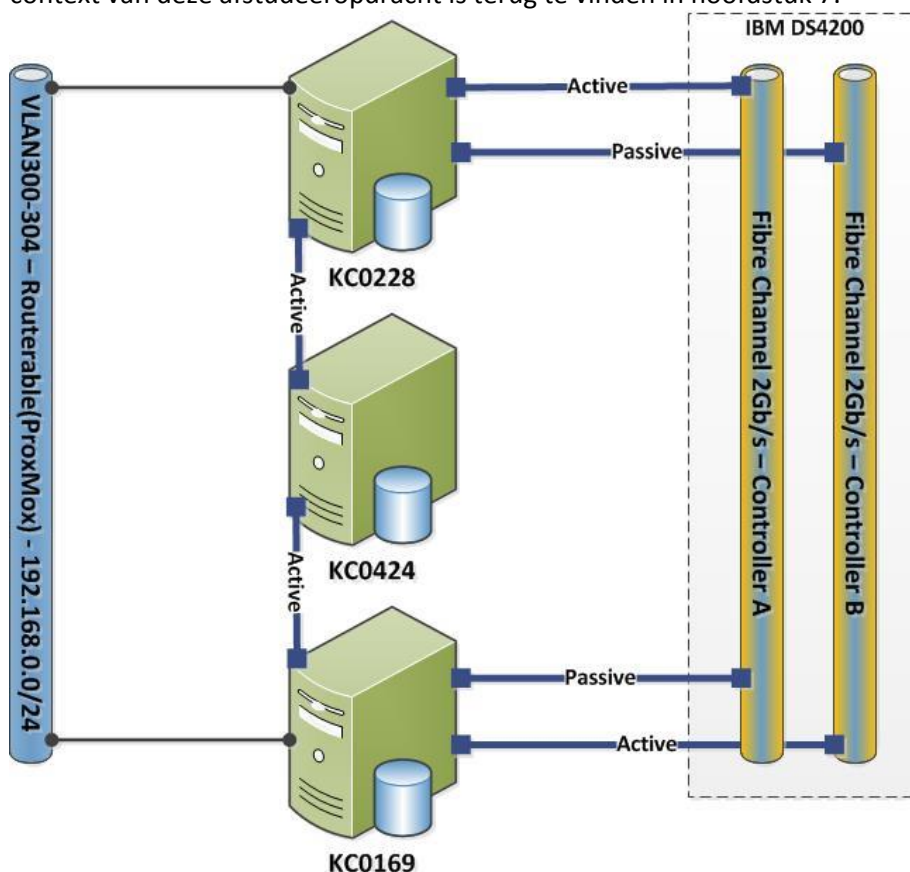 context van deze afstudeeropdracht is terug te vinden in hoofdstuk 7.
IBM DS4200
VLAN300-304 – Routerable(ProxMox) - 192.168.0.0/24
Active
Passive
KC0228
Active
Fibre Channel 2Gb/s – Controller A
Fibre Channel 2Gb/s – Controller B
KC0424
Active
Passive
Active
KC0169